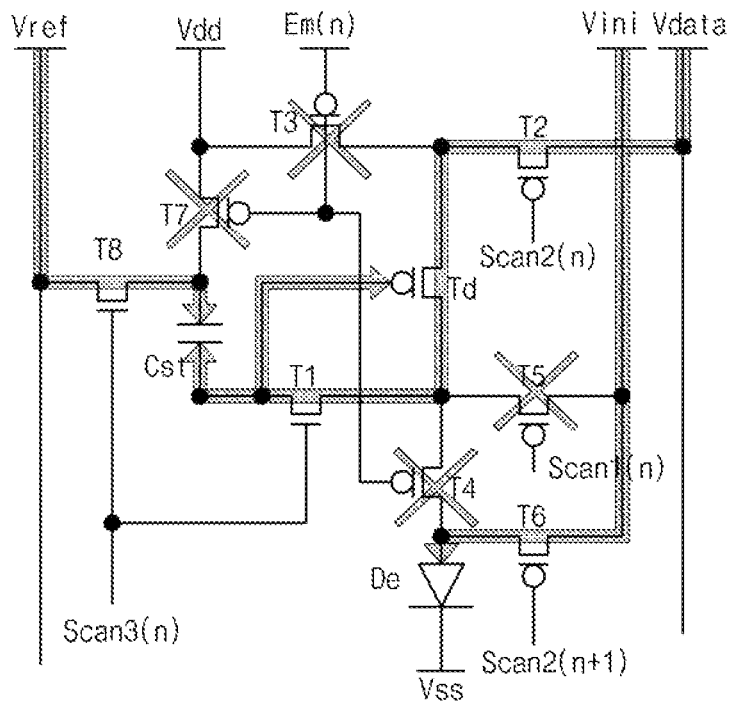 Vref Vdd Em(n) Vini Vdata
T3 T2
T7
Scan2(n)
T8 Td
Cst T1 T5
Scan1(n)
T4
T6
De
Scan3(n)
Scan2(n+1)
Vss